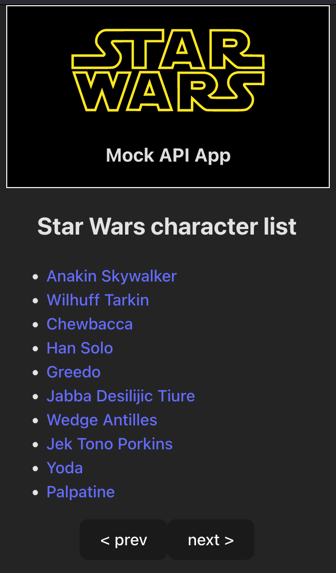 STAR
WARS
Mock API App
Star Wars character list
Anakin Skywalker
Wilhuff Tarkin
Chewbacca
Han Solo
Greedo
Jabba Desilijic Tiure
Wedge Antilles
Jek Tono Porkins
Yoda
Palpatine
< prev next >